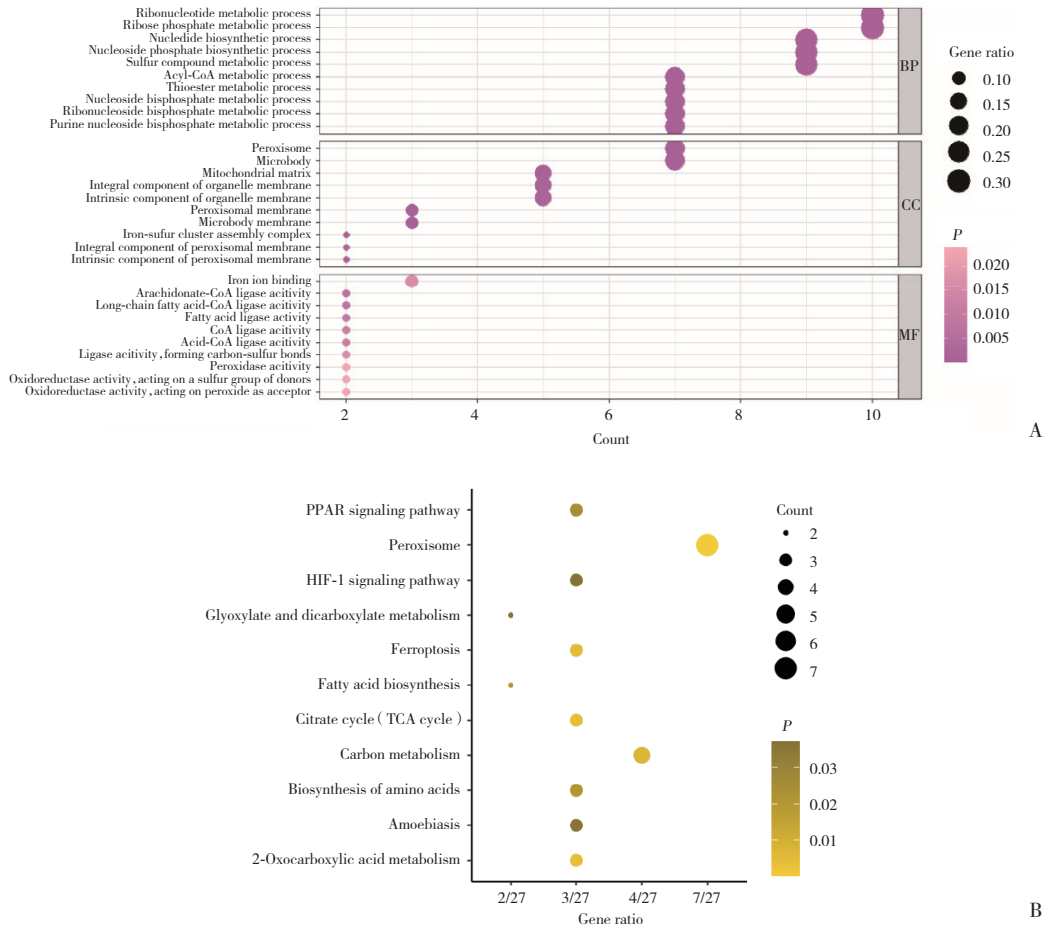 Ribonucleotide metabolic process
Ribose phosphate metabolic process
Nucledide biosynthetic process
Nucleoside phosphate biosynthetic process
Sulfur compound metabolic process
Acyl-CoA metabolic process
Thioester metabolic process
Nucleoside bisphosphate metabolic process
Ribonucleoside bisphosphate metabolic process
Purine nucleoside bisphosphate metabolic process
BP
Peroxisome
Microbody
Mitochondrial matrix
Integral component of organelle membrane
Intrinsic component of organelle membrane
Peroxisomal membrane
Microbody membrane
Iron-sufur cluster assembly complex
Integral component of peroxisomal membrane
Intrinsic component of peroxisomal membrane
CC
Iron ion binding
Arachidonate-CoA ligase acitivity
Long-chain fatty acid-CoA ligase acitivity
Fatty acid ligase activity
CoA ligase acitivity
Acid-CoA ligase acitivity
Ligase acitivity, forming carbon-sulfur bonds
Peroxidase acitivity
Oxidoreductase activity, acting on a sulfur group of donors
Oxidoreductase activity, acting on peroxide as acceptor
MF
2 4 6 8 10
Count
Gene ratio
0.10
0.15
0.20
0.25
0.30
P
0.020
0.015
0.010
0.005
A
PPAR signaling pathway
Peroxisome
HIF-1 signaling pathway
Glyoxylate and dicarboxylate metabolism
Ferroptosis
Fatty acid biosynthesis
Citrate cycle ( TCA cycle )
Carbon metabolism
Biosynthesis of amino acids
Amoebiasis
2-Oxocarboxylic acid metabolism
2/27 3/27 4/27 7/27
Gene ratio
Count
2
3
4
5
6
7
P
0.03
0.02
0.01
B